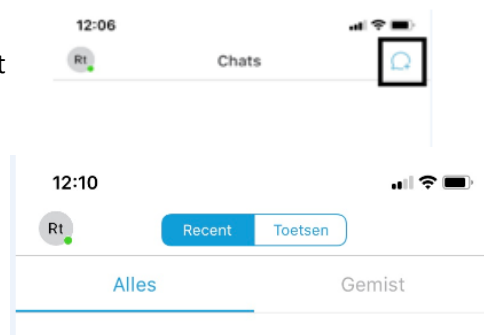 12:06
t
Rt
Chats
12:10
Rt
Recent
Toetsen
Alles
Gemist